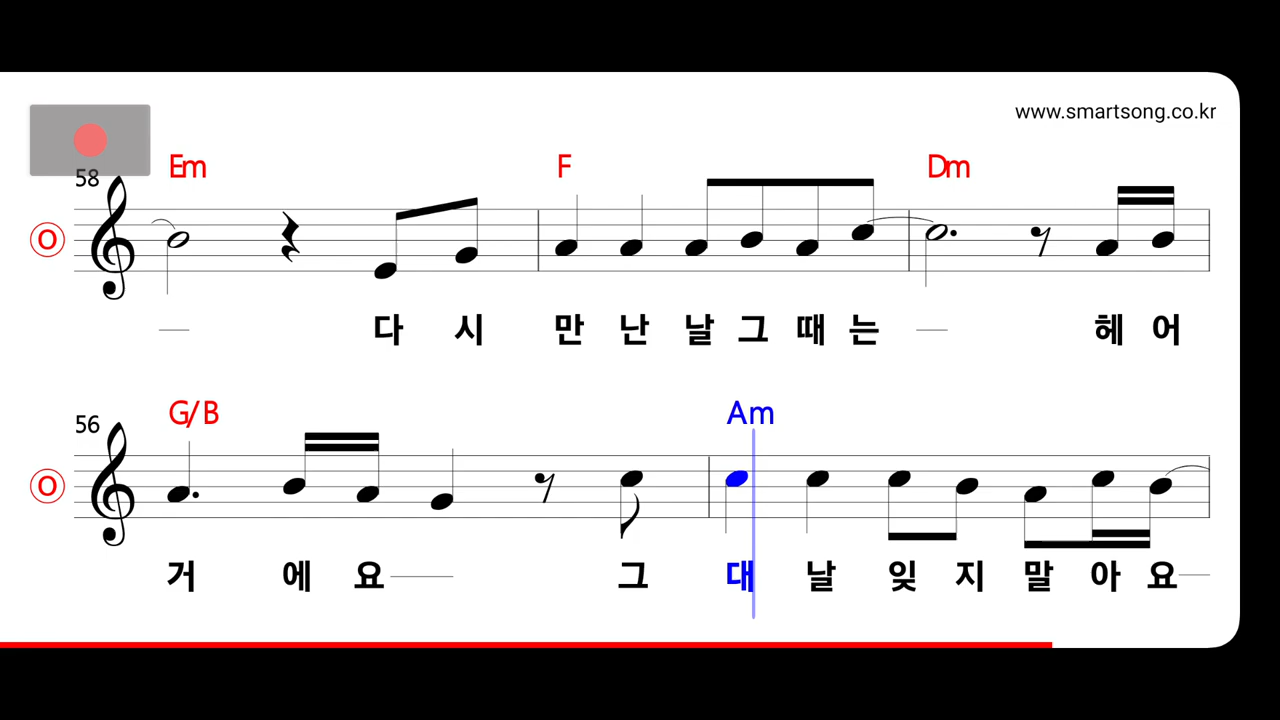 www.smartsong.co.kr
58 Em F Dm
O
다 시 만 난 날 그 때 는 헤 어
56 G/B Am
O
거 에 요 그 대 날 잊 지 말 아 요